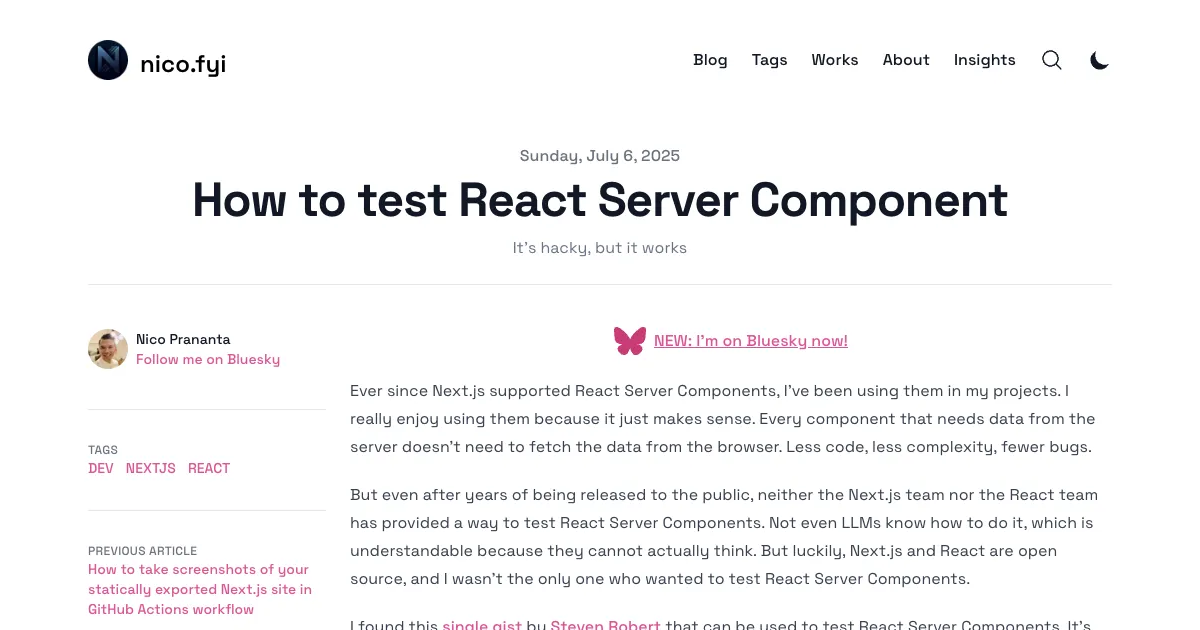 nico.fyi
Blog Tags Works About Insights
Sunday, July 6, 2025
How to test React Server Component
It's hacky, but it works
Nico Prananta
Follow me on Bluesky
TAGS
DEV NEXTJS REACT
PREVIOUS ARTICLE
How to take screenshots of your
statically exported Next.js site in
GitHub Actions workflow
NEW: I'm on Bluesky now!
Ever since Next.js supported React Server Components, I've been using them in my projects. I
really enjoy using them because it just makes sense. Every component that needs data from the
server doesn't need to fetch the data from the browser. Less code, less complexity, fewer bugs.
But even after years of being released to the public, neither the Next.js team nor the React team
has provided a way to test React Server Components. Not even LLMs know how to do it, which is
understandable because they cannot actually think. But luckily, Next.js and React are open
source, and I wasn't the only one who wanted to test React Server Components.
I found this single gist by Steven Robert that can be used to test React Server Components. It's